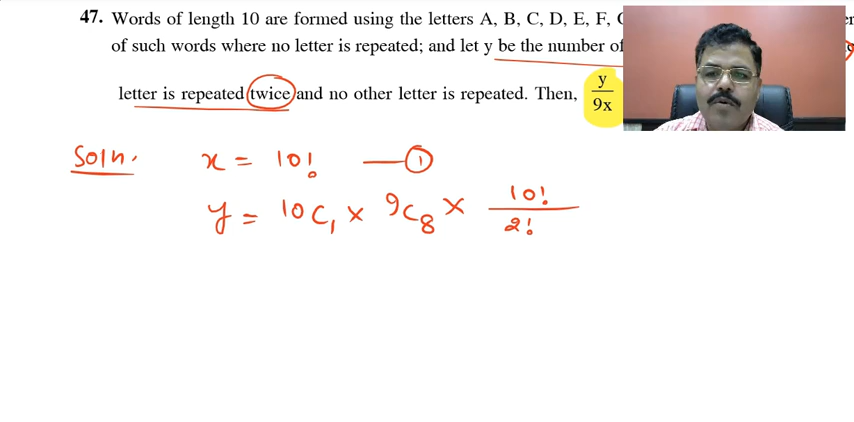 47. Words of length 10 are formed using the letters A, B, C, D, E, F,
of such words where no letter is repeated; and let y be the number of
letter is repeated twice and no other letter is repeated. Then, y/9x
Soln. x = 10! —①
y = 10C₁ × 9C₈ × 10!/2!